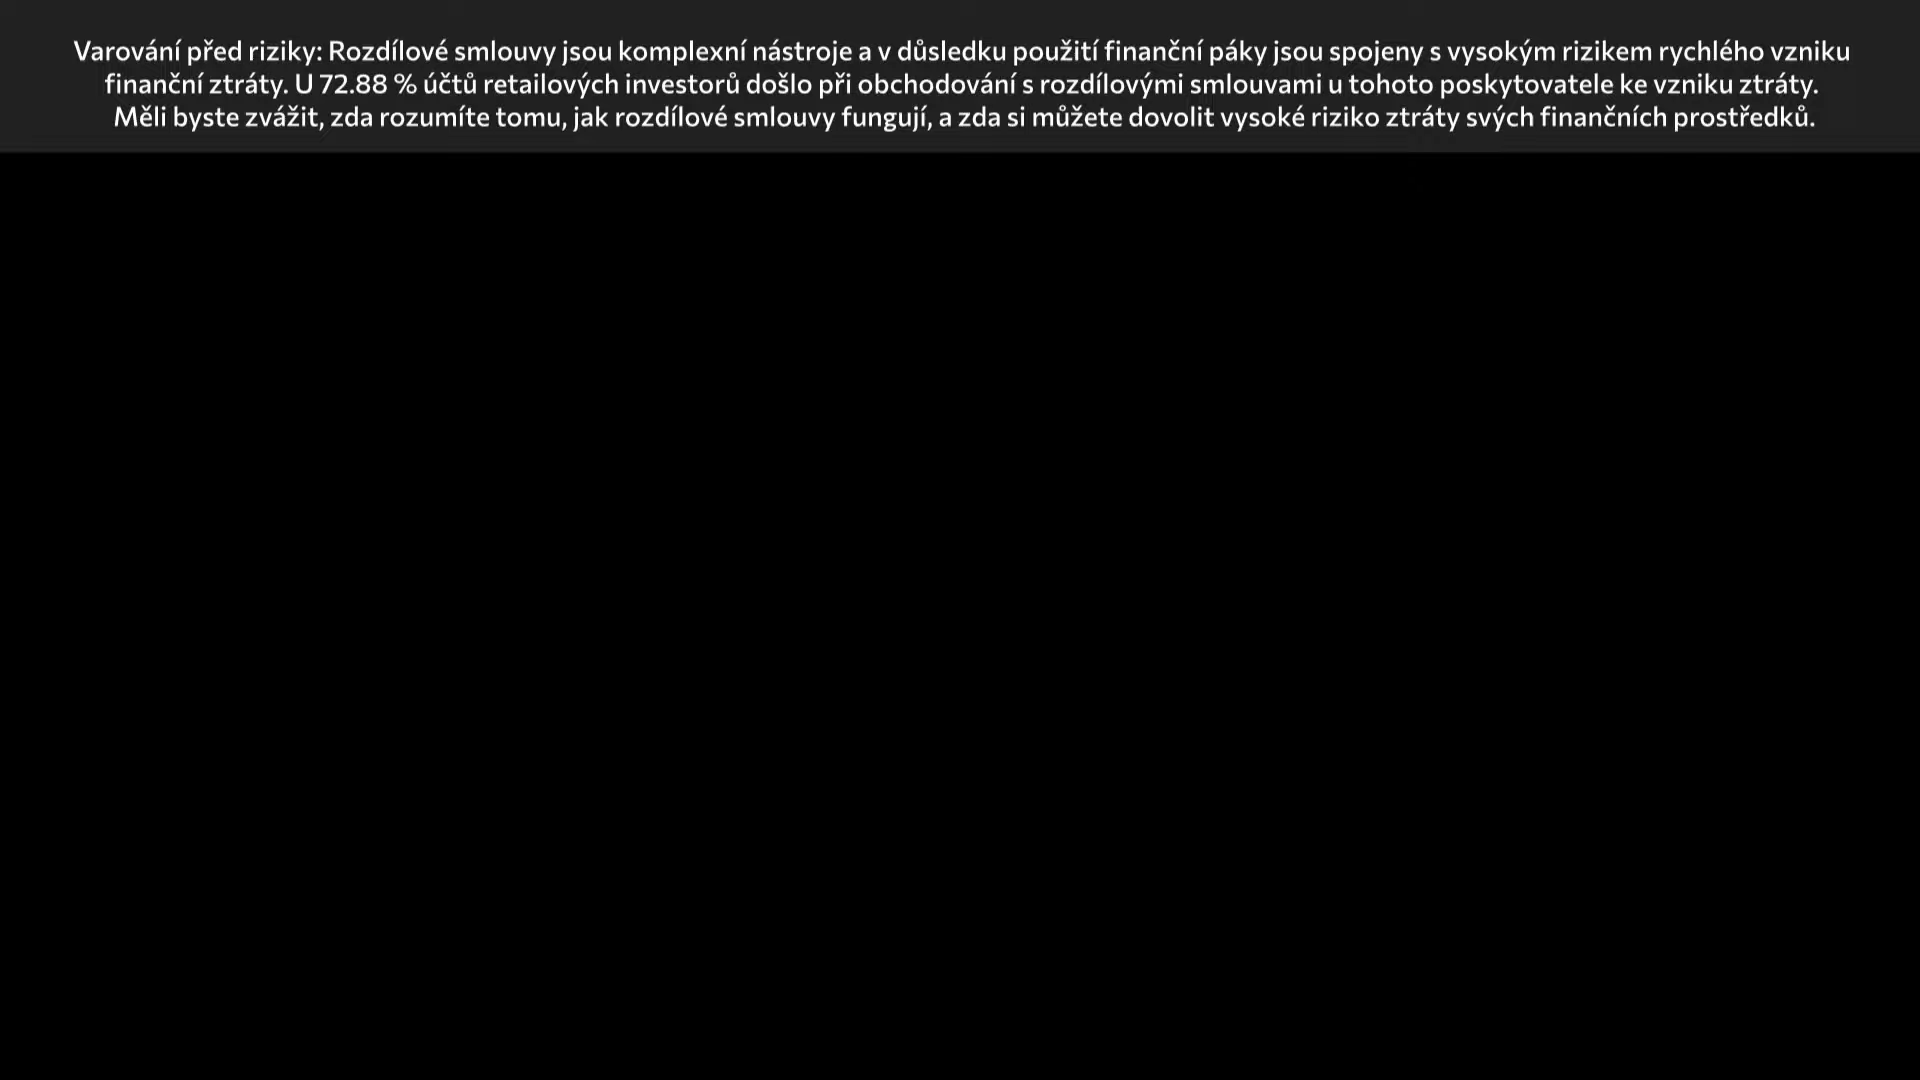 Varování před riziky: Rozdílové smlouvy jsou komplexní nástroje a v důsledku použití finanční páky jsou spojeny s vysokým rizikem rychlého vzniku
finanční ztráty. U 72.88 % účtů retailových investorů došlo při obchodování s rozdílovými smlouvami u tohoto poskytovatele ke vzniku ztráty.
Měli byste zvážit, zda rozumíte tomu, jak rozdílové smlouvy fungují, a zda si můžete dovolit vysoké riziko ztráty svých finančních prostředků.